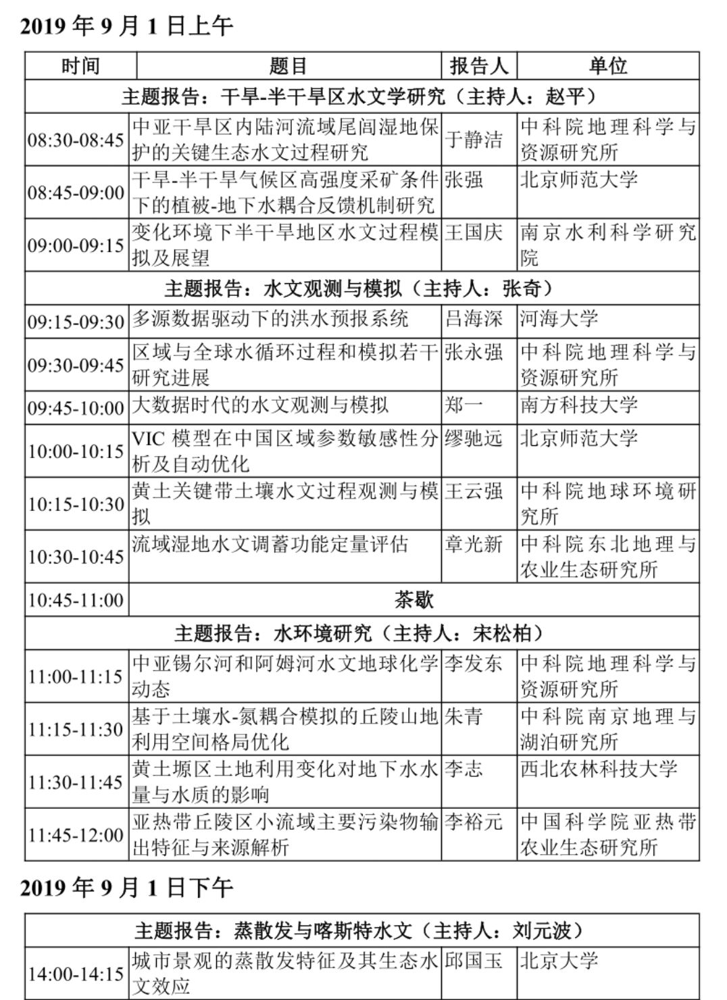 2019 年 9 月 1 日上午
时间 题目 报告人 单位
主题报告：干旱-半干旱区水文学研究（主持人：赵平）
08:30-08:45 中亚干旱区内陆河流域尾闾湿地保 于静洁 中科院地理科学与
护的关键生态水文过程研究 资源研究所
08:45-09:00 干旱-半干旱气候区高强度采矿条件 张强 北京师范大学
下的植被-地下水耦合反馈机制研究
09:00-09:15 变化环境下半干旱地区水文过程模 王国庆 南京水利科学研究
拟及展望 院
主题报告：水文观测与模拟（主持人：张奇）
09:15-09:30 多源数据驱动下的洪水预报系统 吕海深 河海大学
09:30-09:45 区域与全球水循环过程和模拟若干 张永强 中科院地理科学与
研究进展 资源研究所
09:45-10:00 大数据时代的水文观测与模拟 郑一 南方科技大学
10:00-10:15 VIC 模型在中国区域参数敏感性分 缪驰远 北京师范大学
析及自动优化
10:15-10:30 黄土关键带土壤水文过程观测与模 王云强 中科院地球环境研
拟 究所
10:30-10:45 流域湿地水文调蓄功能定量评估 章光新 中科院东北地理与
农业生态研究所
10:45-11:00 茶歇
主题报告：水环境研究（主持人：宋松柏）
11:00-11:15 中亚锡尔河和阿姆河水文地球化学 李发东 中科院地理科学与
动态 资源研究所
11:15-11:30 基于土壤水-氮耦合模拟的丘陵山地 朱青 中科院南京地理与
利用空间格局优化 湖泊研究所
11:30-11:45 黄土塬区土地利用变化对地下水水 李志 西北农林科技大学
量与水质的影响
11:45-12:00 亚热带丘陵区小流域主要污染物输 李裕元 中国科学院亚热带
出特征与来源解析 农业生态研究所
2019 年 9 月 1 日下午
主题报告：蒸散发与喀斯特水文（主持人：刘元波）
14:00-14:15 城市景观的蒸散发特征及其生态水 邱国玉 北京大学
文效应